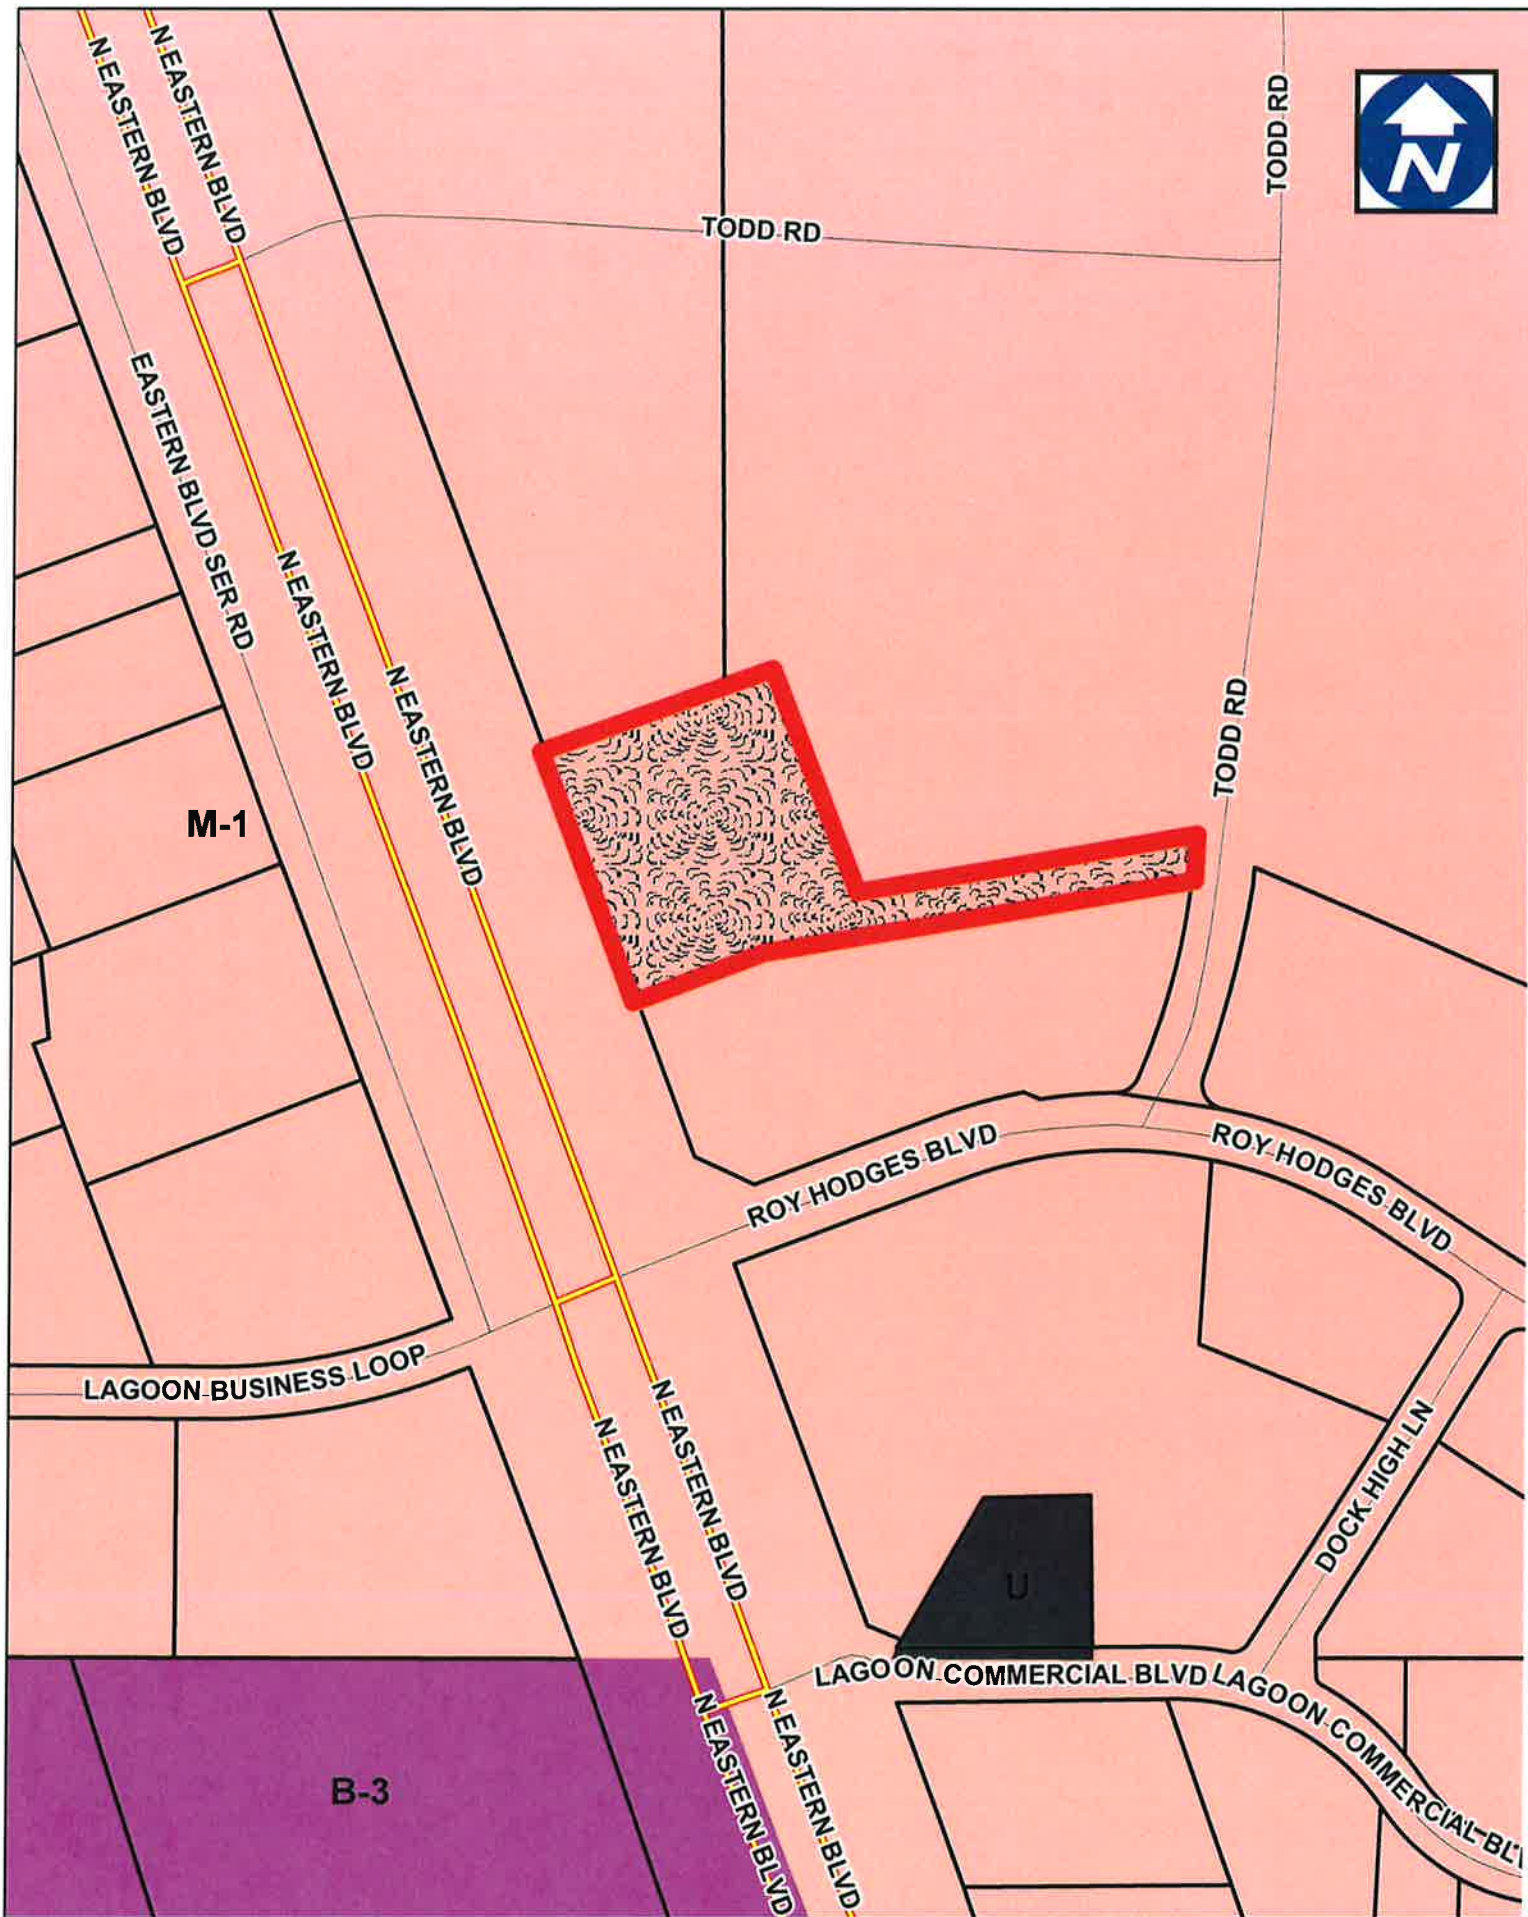 N EASTERN BLVD
N EASTERN BLVD
TODD RD
N
TODD RD
EASTERN BLVD SER RD
N EASTERN BLVD
N EASTERN BLVD
TODD RD
M-1
ROY HODGES BLVD
ROY HODGES BLVD
LAGOON BUSINESS LOOP
N EASTERN BLVD
N EASTERN BLVD
DOCK HIGH LN
U
LAGOON COMMERCIAL BLVD
LAGOON COMMERCIAL BLV
N EASTERN BLVD
N EASTERN BLVD
B-3